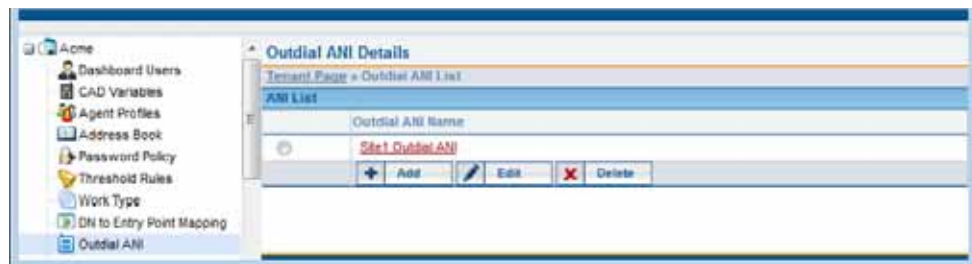 Acme
Dashboard Users
CAD Variables
Agent Profiles
Address Book
Password Policy
Threshold Rules
Work Type
DN to Entry Point Mapping
Outdial ANI
Outdial ANI Details
Tenant Page » Outdial ANI List
ANI List
Outdial ANI Name
Site1 Outdial ANI
Add Edit Delete